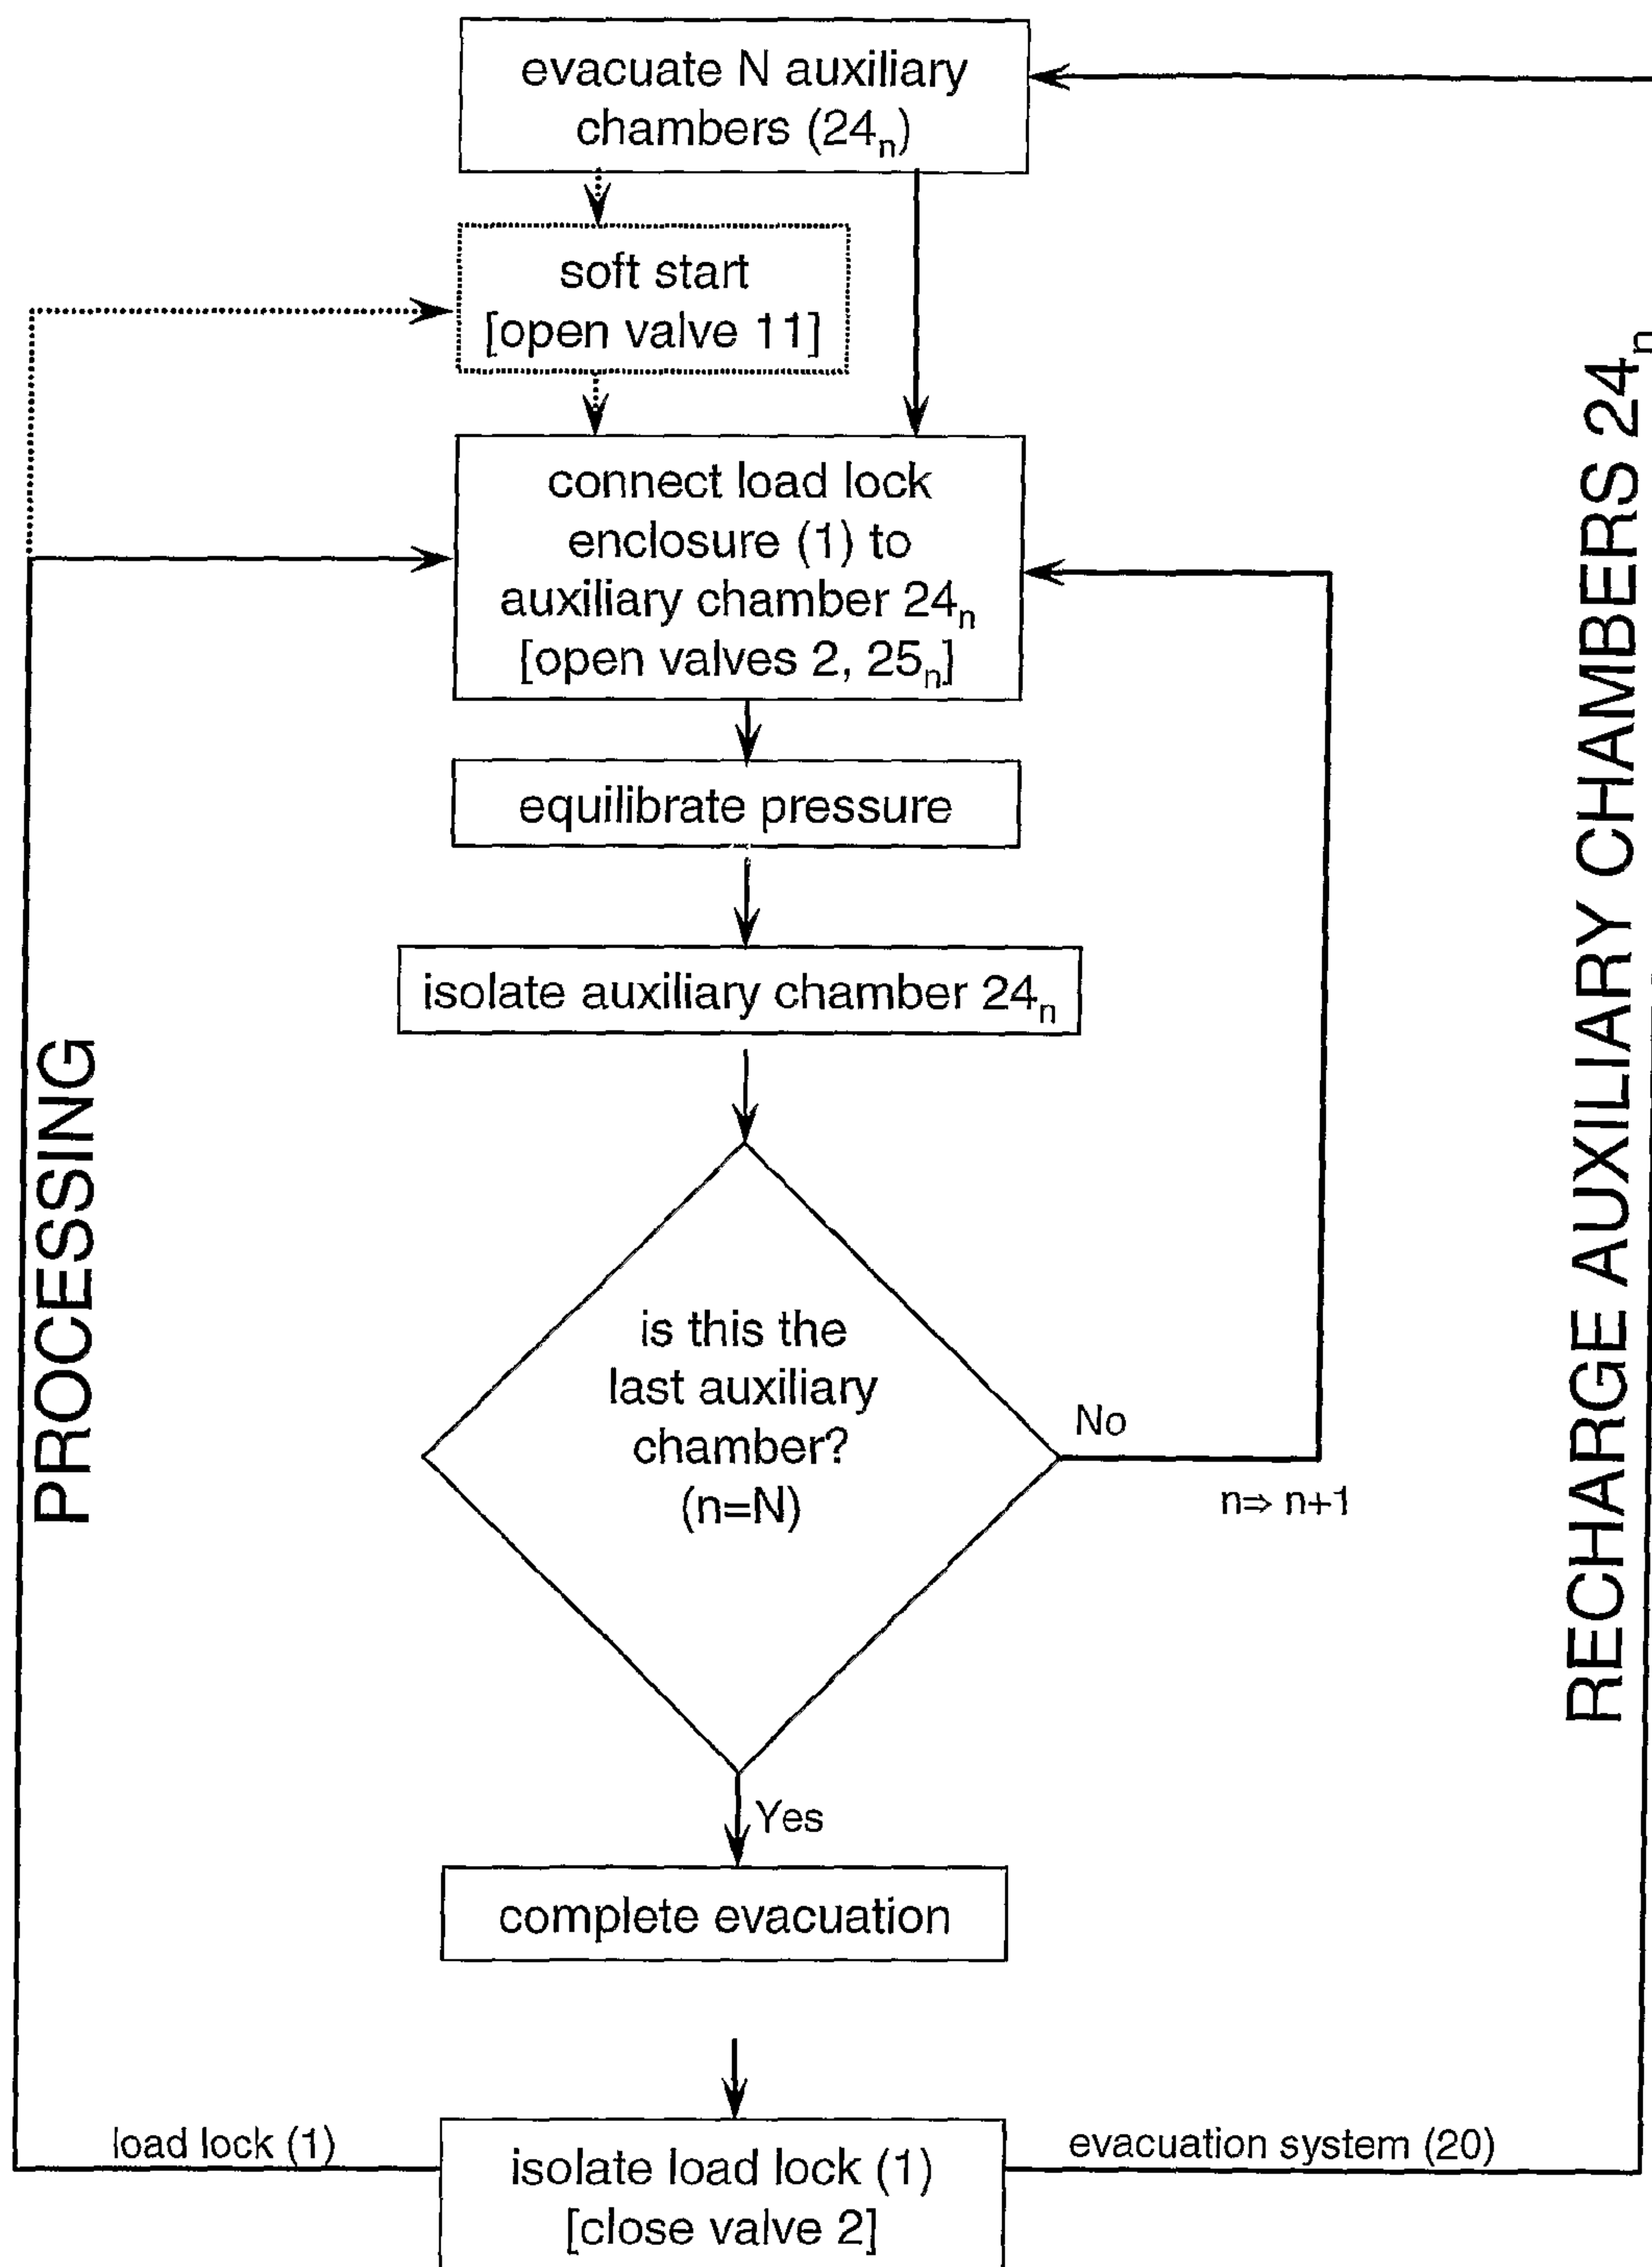 evacuate N auxiliary
chambers (24ₙ)
soft start
[open valve 11]
connect load lock
enclosure (1) to
auxiliary chamber 24ₙ
[open valves 2, 25ₙ]
equilibrate pressure
isolate auxiliary chamber 24ₙ
is this the
last auxiliary
chamber?
(n=N)
No
n⇒ n+1
Yes
complete evacuation
load lock (1)
isolate load lock (1)
[close valve 2]
evacuation system (20)
PROCESSING
RECHARGE AUXILIARY CHAMBERS 24ₙ